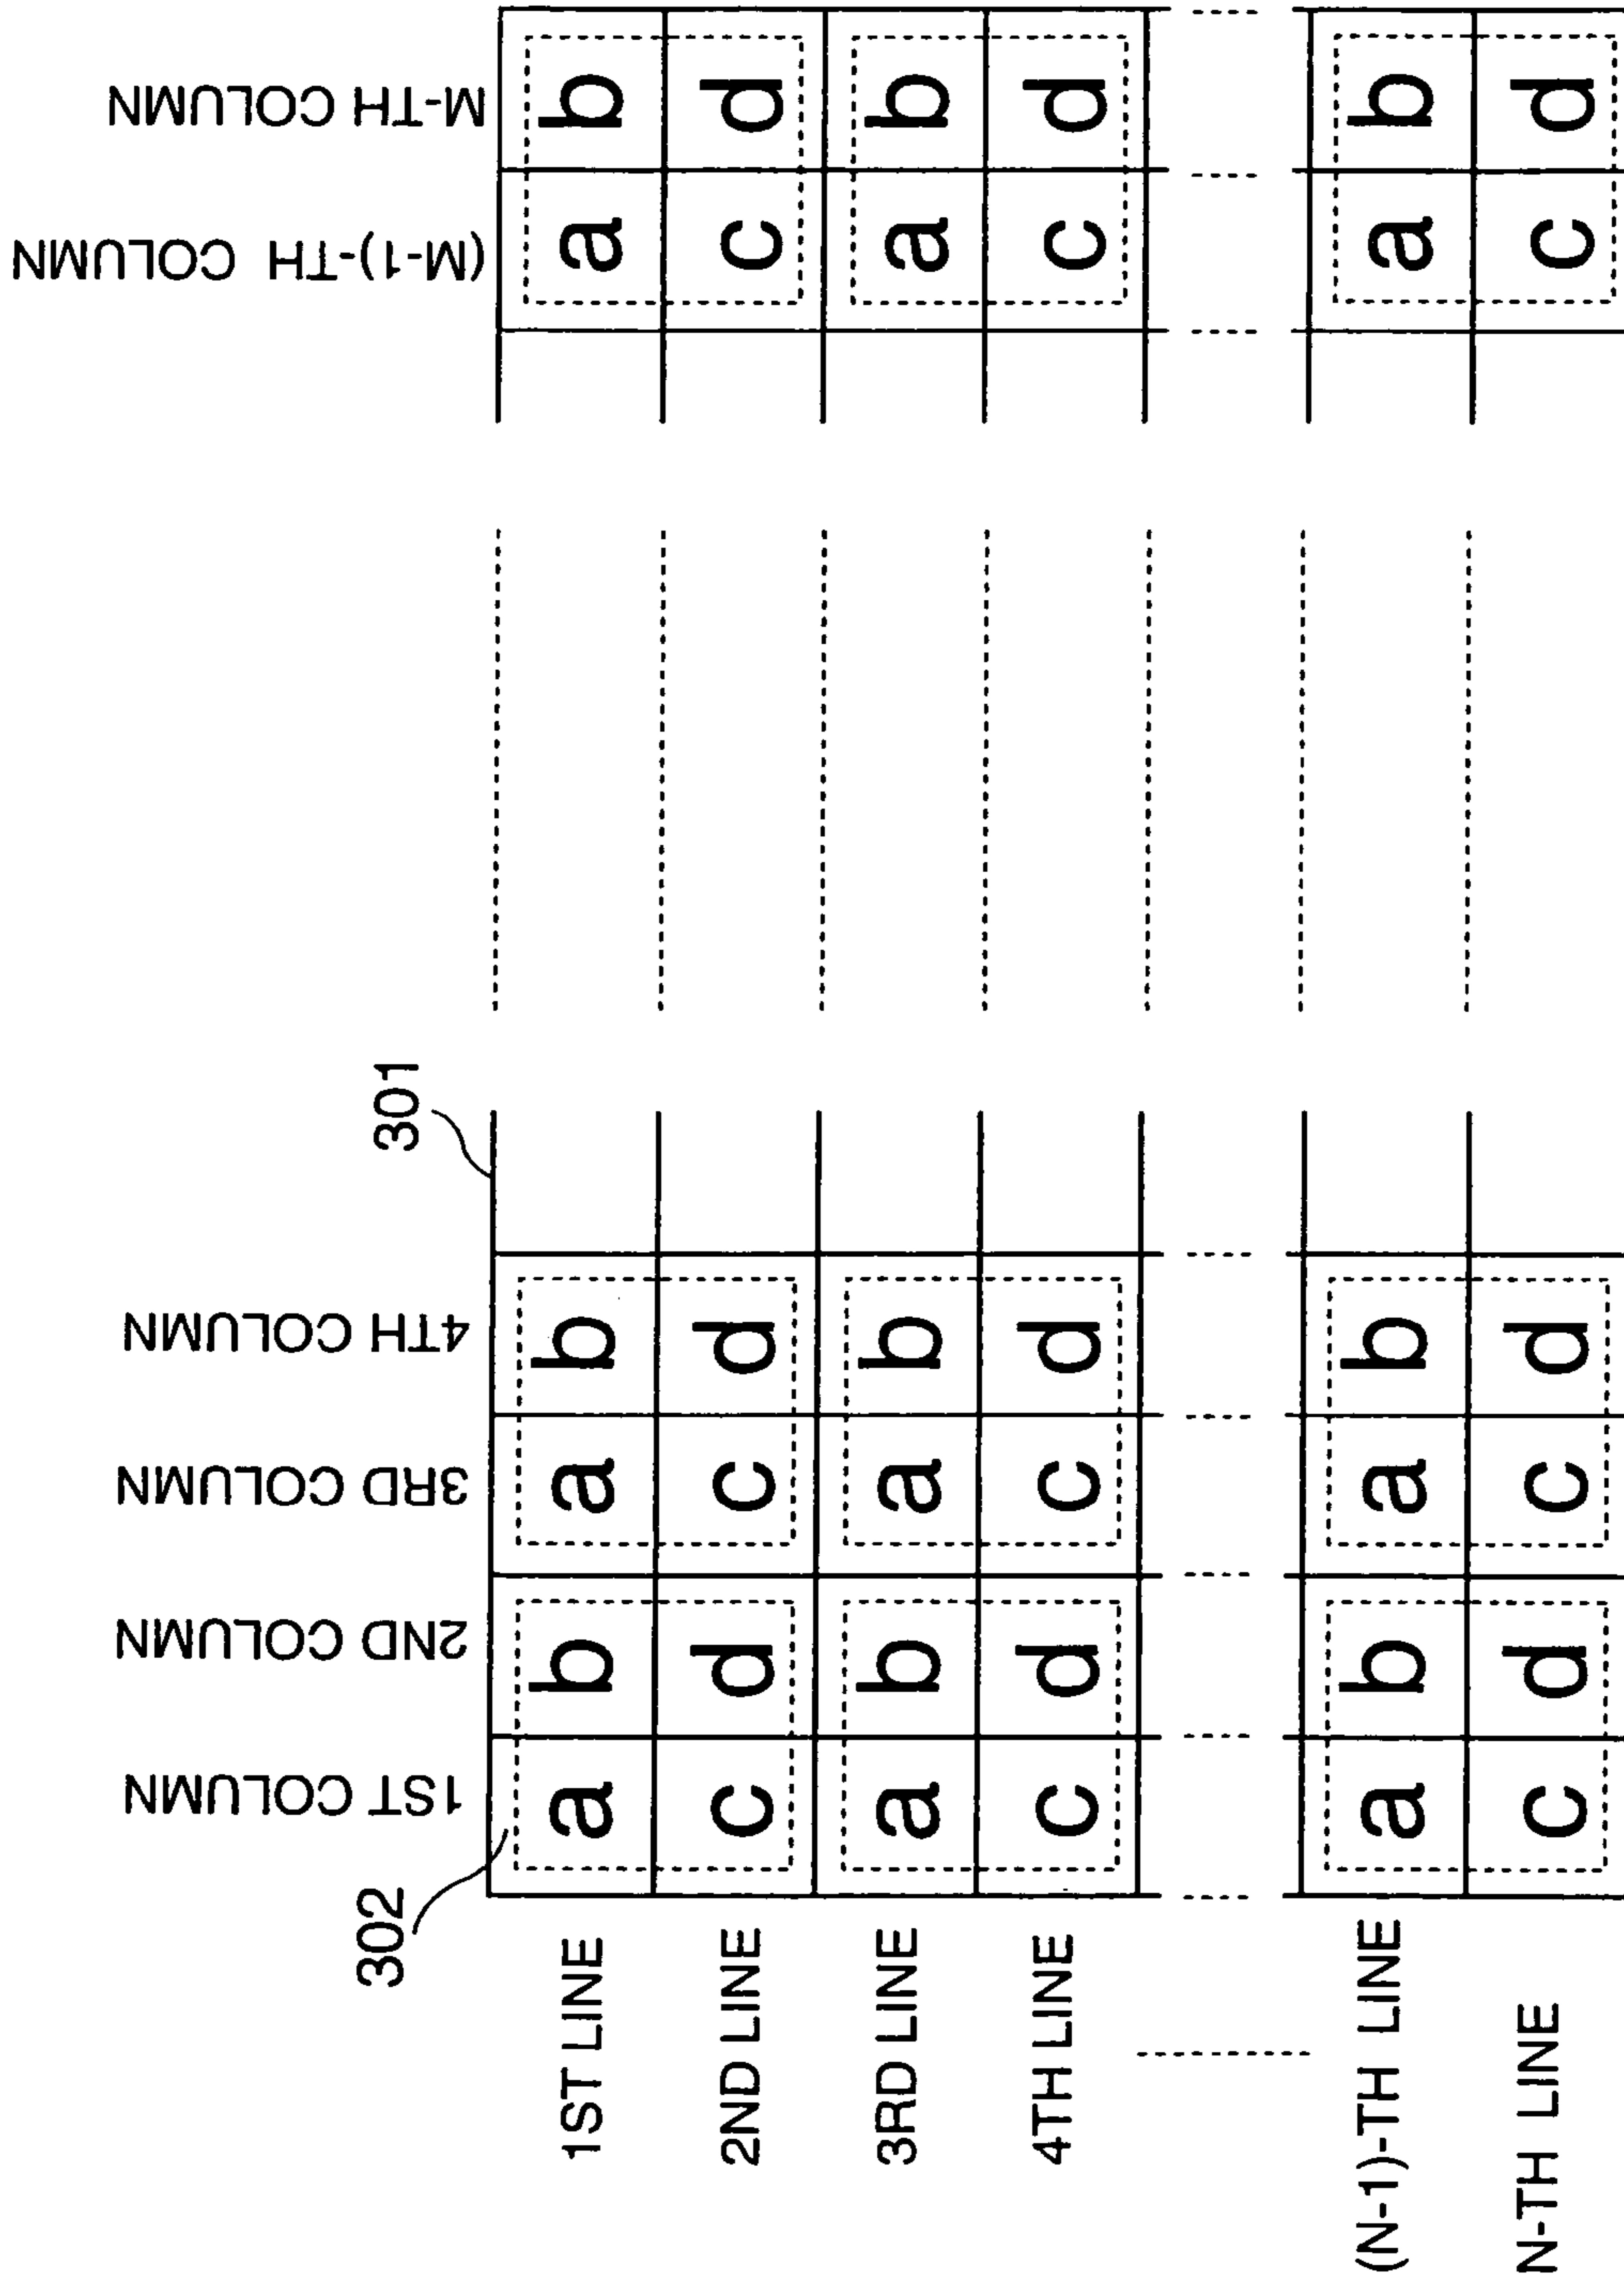 302
301
1ST COLUMN
2ND COLUMN
3RD COLUMN
4TH COLUMN
(M-1)-TH COLUMN
M-TH COLUMN
1ST LINE a b a b a b
2ND LINE c d c d c d
3RD LINE a b a b a b
4TH LINE c d c d c d
(N-1)-TH LINE a b a b a b
N-TH LINE c d c d c d